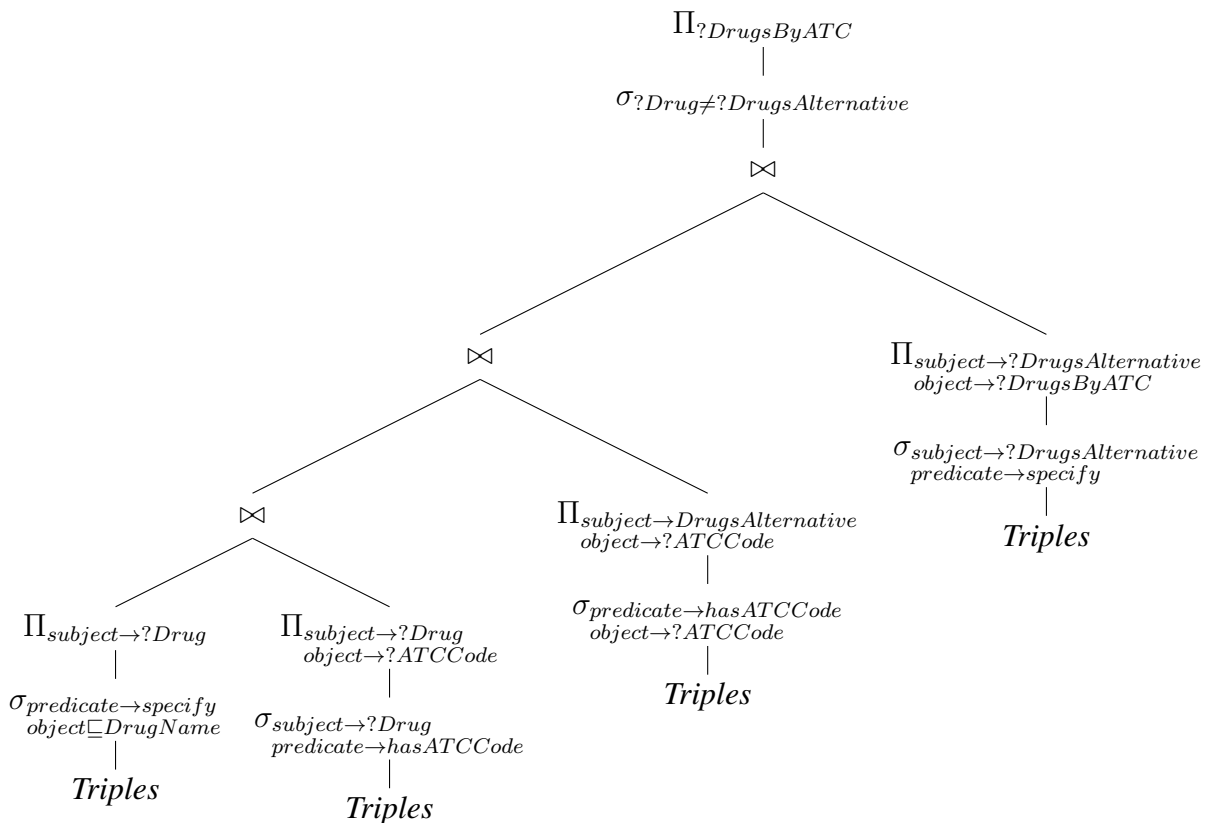 Π?DrugsByATC
σ?Drug≠?DrugsAlternative
⋈
⋈
Πsubject→?DrugsAlternative
object→?DrugsByATC
σsubject→?DrugsAlternative
predicate→specify
Triples
⋈
Πsubject→DrugsAlternative
object→?ATCCode
σpredicate→hasATCCode
object→?ATCCode
Triples
Πsubject→?Drug
σpredicate→specify
object⊑DrugName
Triples
Πsubject→?Drug
object→?ATCCode
σsubject→?Drug
predicate→hasATCCode
Triples